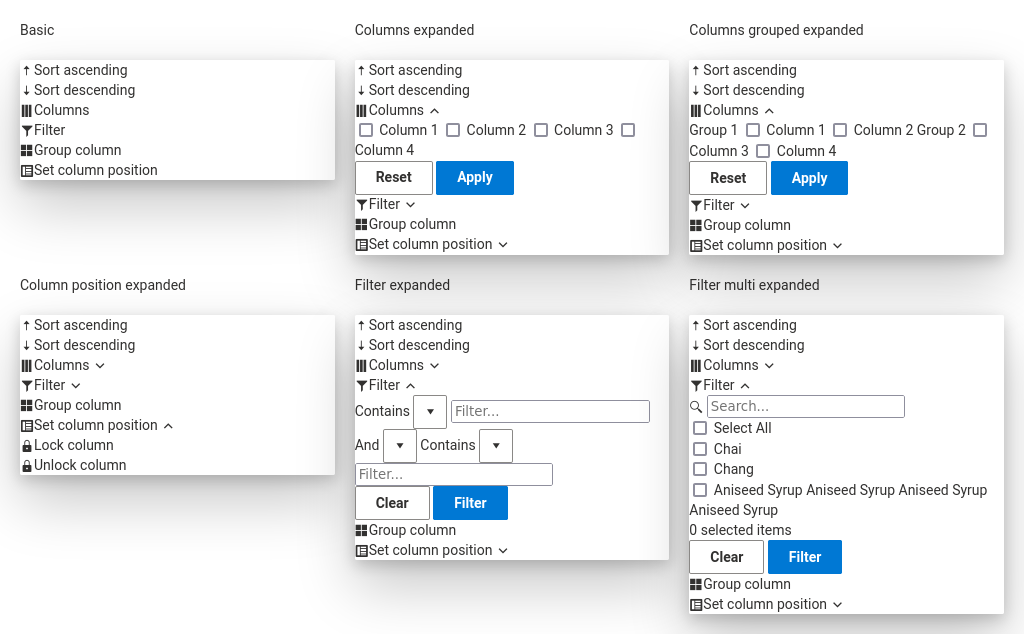 Basic
Sort ascending
Sort descending
Columns
Filter
Group column
Set column position
Columns expanded
Sort ascending
Sort descending
Columns
Column 1 Column 2 Column 3
Column 4
Reset Apply
Filter
Group column
Set column position
Columns grouped expanded
Sort ascending
Sort descending
Columns
Group 1 Column 1 Column 2 Group 2
Column 3 Column 4
Reset Apply
Filter
Group column
Set column position
Column position expanded
Sort ascending
Sort descending
Columns
Filter
Group column
Set column position
Lock column
Unlock column
Filter expanded
Sort ascending
Sort descending
Columns
Filter
Contains Filter...
And Contains
Filter...
Clear Filter
Group column
Set column position
Filter multi expanded
Sort ascending
Sort descending
Columns
Filter
Search...
Select All
Chai
Chang
Aniseed Syrup Aniseed Syrup Aniseed Syrup
Aniseed Syrup
0 selected items
Clear Filter
Group column
Set column position